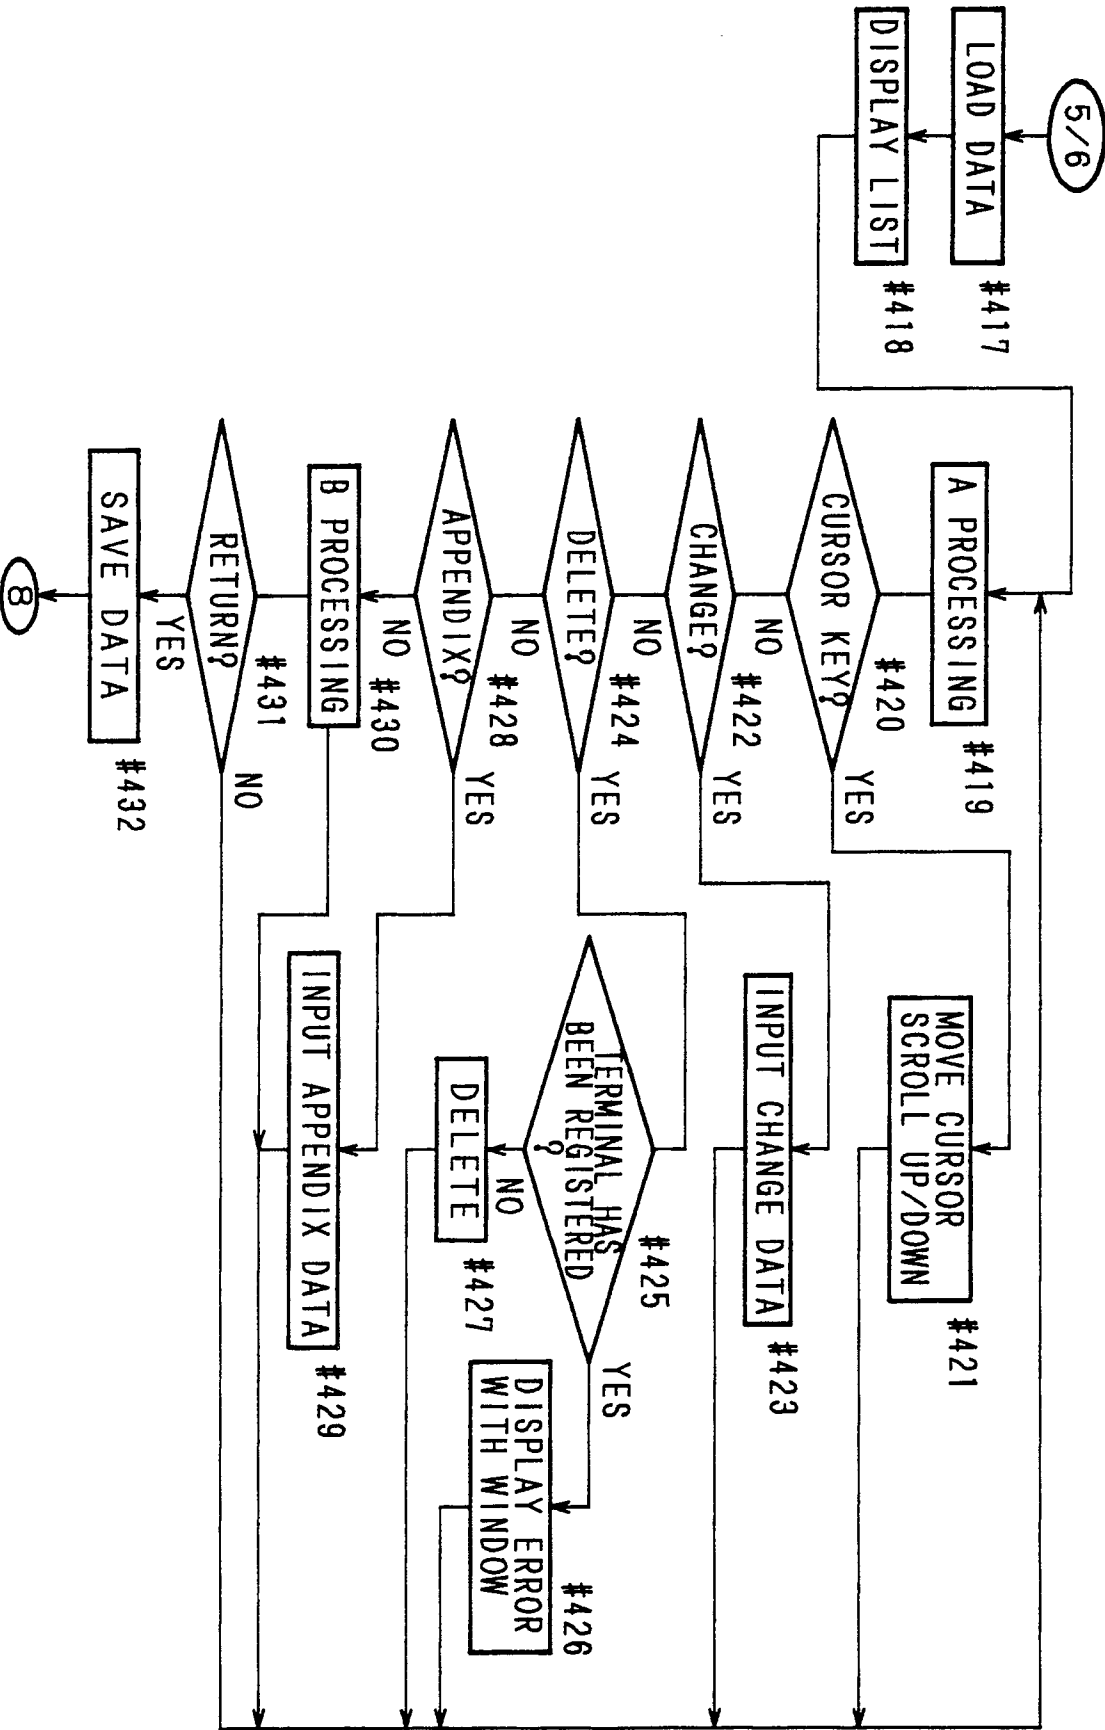 5/6
LOAD DATA
#417
DISPLAY LIST
#418
A PROCESSING
#419
CURSOR KEY?
#420
YES
NO
MOVE CURSOR
SCROLL UP/DOWN
#421
CHANGE?
#422
YES
NO
INPUT CHANGE DATA
#423
DELETE?
#424
YES
NO
TERMINAL HAS
BEEN REGISTERED
?
#425
YES
NO
DISPLAY ERROR
WITH WINDOW
#426
DELETE
#427
APPENDIX?
#428
YES
NO
INPUT APPENDIX DATA
#429
B PROCESSING
#430
RETURN?
#431
NO
YES
SAVE DATA
#432
8